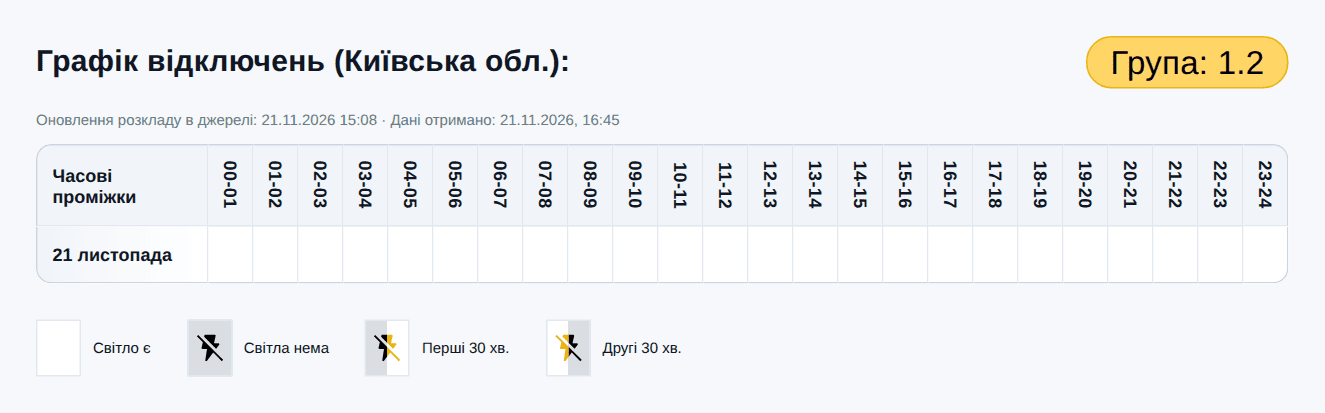 Графік відключень (Київська обл.):
Група: 1.2
Оновлення розкладу в джерелі: 21.11.2026 15:08 · Дані отримано: 21.11.2026, 16:45
Часові
проміжки
00-01
01-02
02-03
03-04
04-05
05-06
06-07
07-08
08-09
09-10
10-11
11-12
12-13
13-14
14-15
15-16
16-17
17-18
18-19
19-20
20-21
21-22
22-23
23-24
21 листопада
Світло є
Світла нема
Перші 30 хв.
Другі 30 хв.